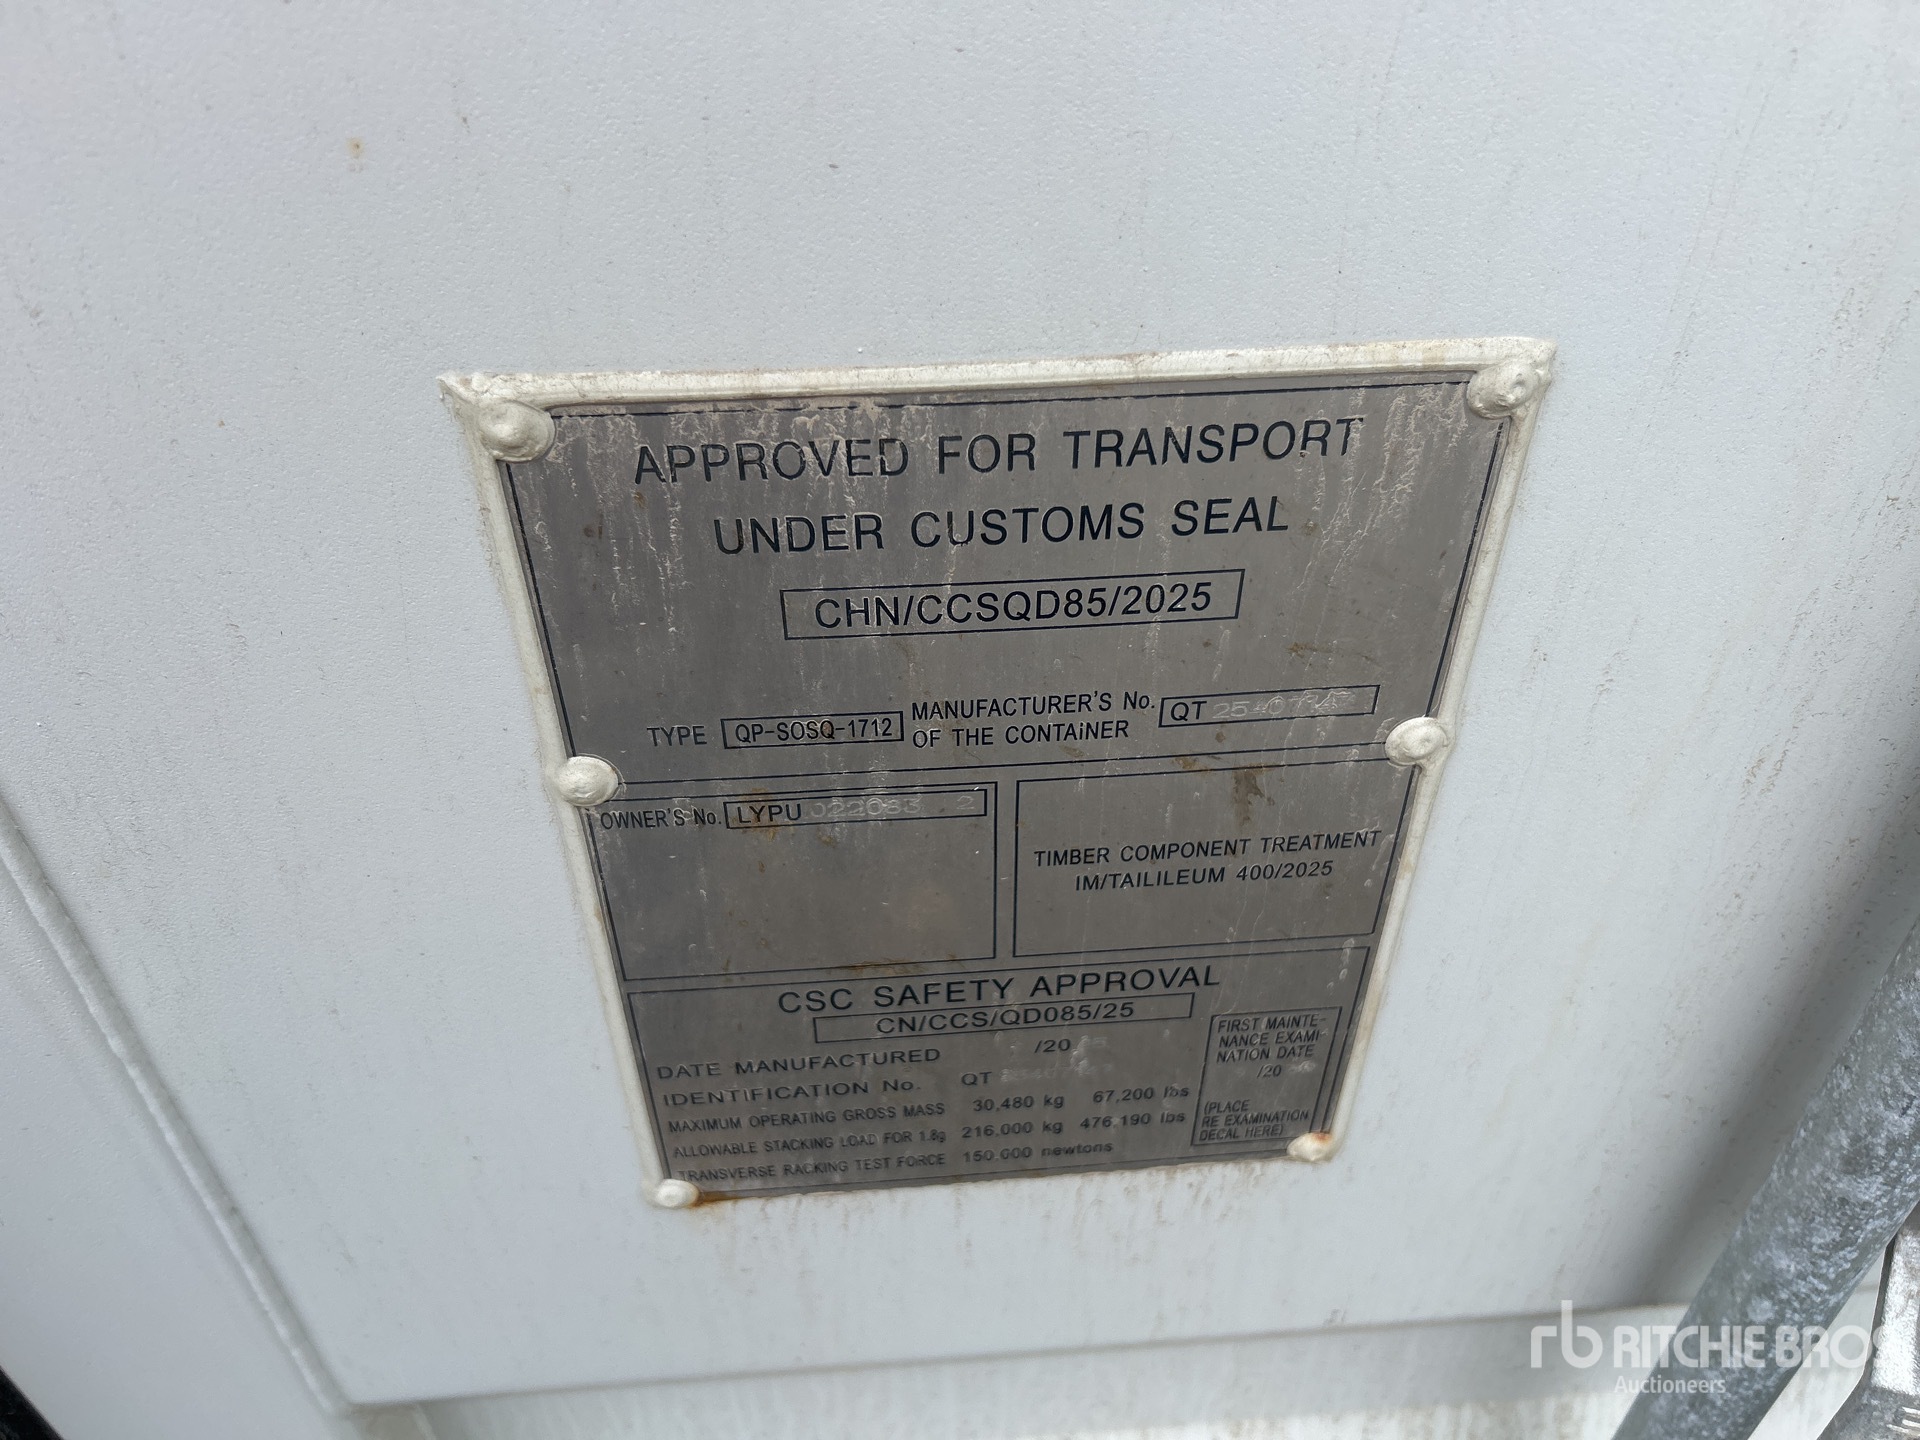 APPROVED FOR TRANSPORT
UNDER CUSTOMS SEAL
CHN/CCSQD85/2025
TYPE QP-SOSQ-1712 MANUFACTURER'S No. OF THE CONTAiNER QT
OWNER'S No. LYPU 022083 2
TIMBER COMPONENT TREATMENT
IM/TAILILEUM 400/2025
CSC SAFETY APPROVAL
CN/CCS/QD085/25
DATE MANUFACTURED /20
IDENTIFICATION No. QT
MAXIMUM OPERATING GROSS MASS 30,480 kg 67,200 lbs
ALLOWABLE STACKING LOAD FOR 1.8g 216,000 kg 476,190 lbs
TRANSVERSE RACKING TEST FORCE 150,000 newtons
FIRST MAINTE-
NANCE EXAMI-
NATION DATE
/20
(PLACE
RE EXAMINATION
DECAL HERE)
rb RITCHIE BROS
Auctioneers